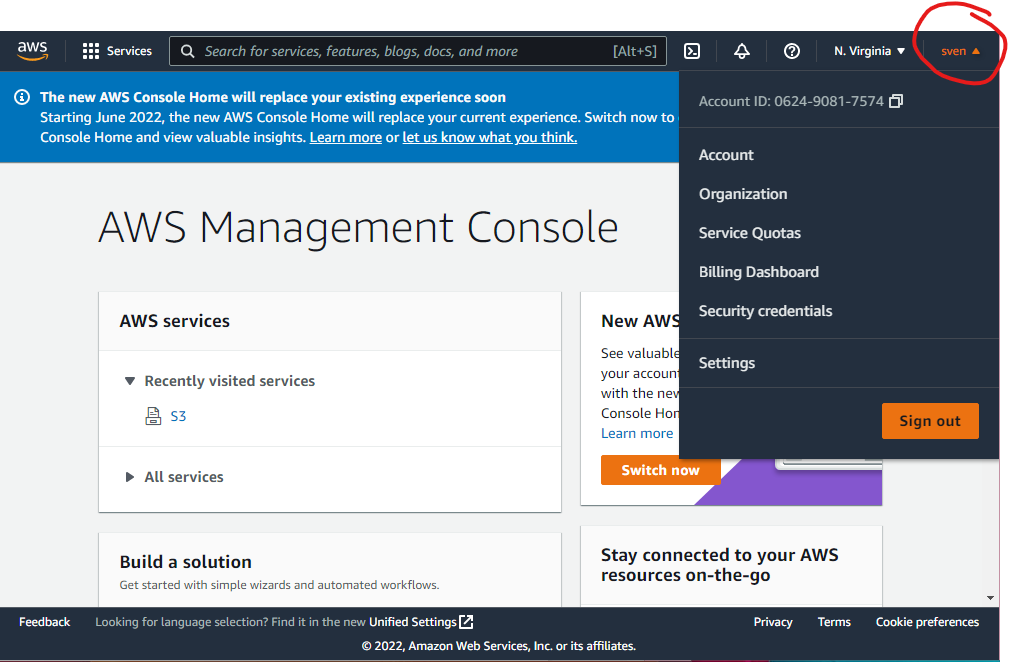 aws
Services
Search for services, features, blogs, docs, and more [Alt+S]
N. Virginia
sven
The new AWS Console Home will replace your existing experience soon
Starting June 2022, the new AWS Console Home will replace your current experience. Switch now to
Console Home and view valuable insights. Learn more or let us know what you think.
Account ID: 0624-9081-7574
Account
Organization
Service Quotas
Billing Dashboard
Security credentials
Settings
Sign out
AWS Management Console
AWS services
Recently visited services
S3
All services
New AWS
See valuable
your account
with the new
Console Hom
Learn more
Switch now
Build a solution
Get started with simple wizards and automated workflows.
Stay connected to your AWS
resources on-the-go
Feedback
Looking for language selection? Find it in the new Unified Settings
Privacy
Terms
Cookie preferences
© 2022, Amazon Web Services, Inc. or its affiliates.